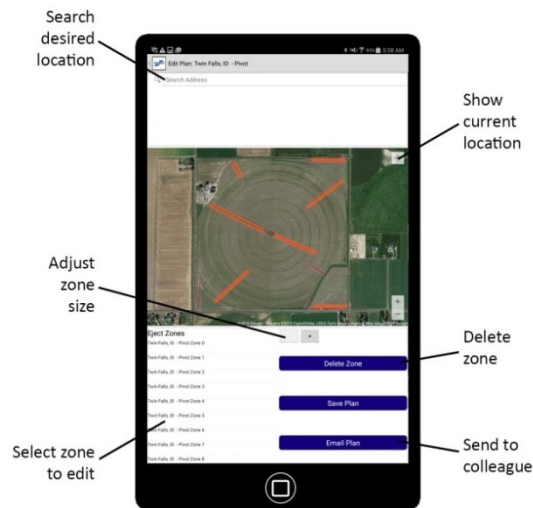 Search
desired
location
5:58 AM
Edit Plan: Twin Falls, ID - Pivot
Search Address
Show
current
location
Adjust
zone
size
+
−
Eject Zones
- +
Twin Falls, ID - Pivot Zone 0
Twin Falls, ID - Pivot Zone 1
Delete Zone
Delete
zone
Twin Falls, ID - Pivot Zone 2
Twin Falls, ID - Pivot Zone 3
Twin Falls, ID - Pivot Zone 4
Save Plan
Twin Falls, ID - Pivot Zone 5
Select zone
to edit
Twin Falls, ID - Pivot Zone 6
Twin Falls, ID - Pivot Zone 7
Email Plan
Send to
colleague
Twin Falls, ID - Pivot Zone 8